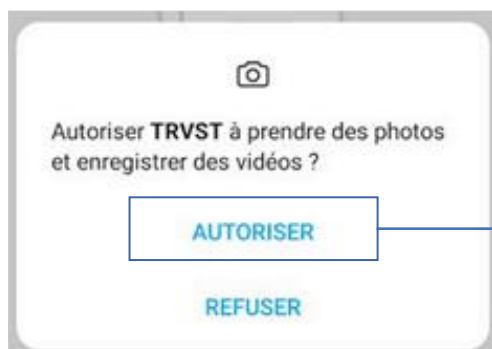 Autoriser TRVST à prendre des photos
et enregistrer des vidéos ?
AUTORISER
REFUSER